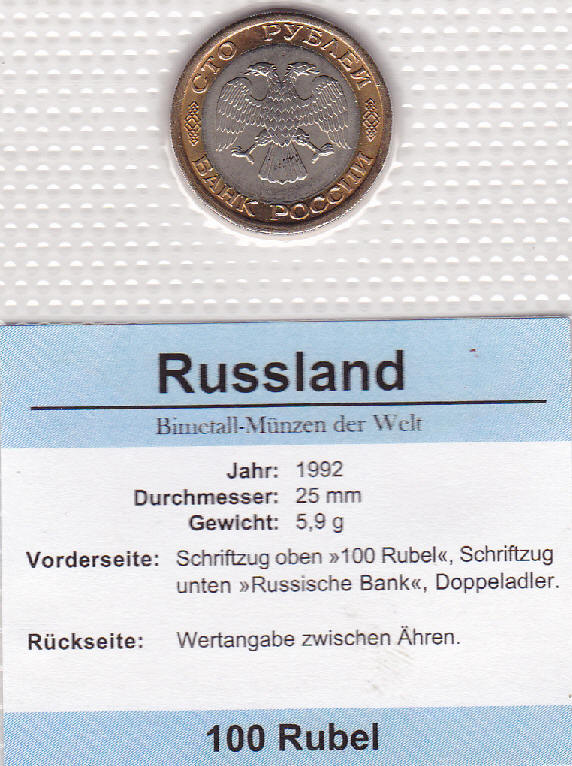 СТО РУБЛЕЙ
БАНК РОССИИ
Russland
Bimetall-Münzen der Welt
Jahr: 1992
Durchmesser: 25 mm
Gewicht: 5,9 g
Vorderseite: Schriftzug oben »100 Rubel«, Schriftzug
unten »Russische Bank«, Doppeladler.
Rückseite: Wertangabe zwischen Ähren.
100 Rubel